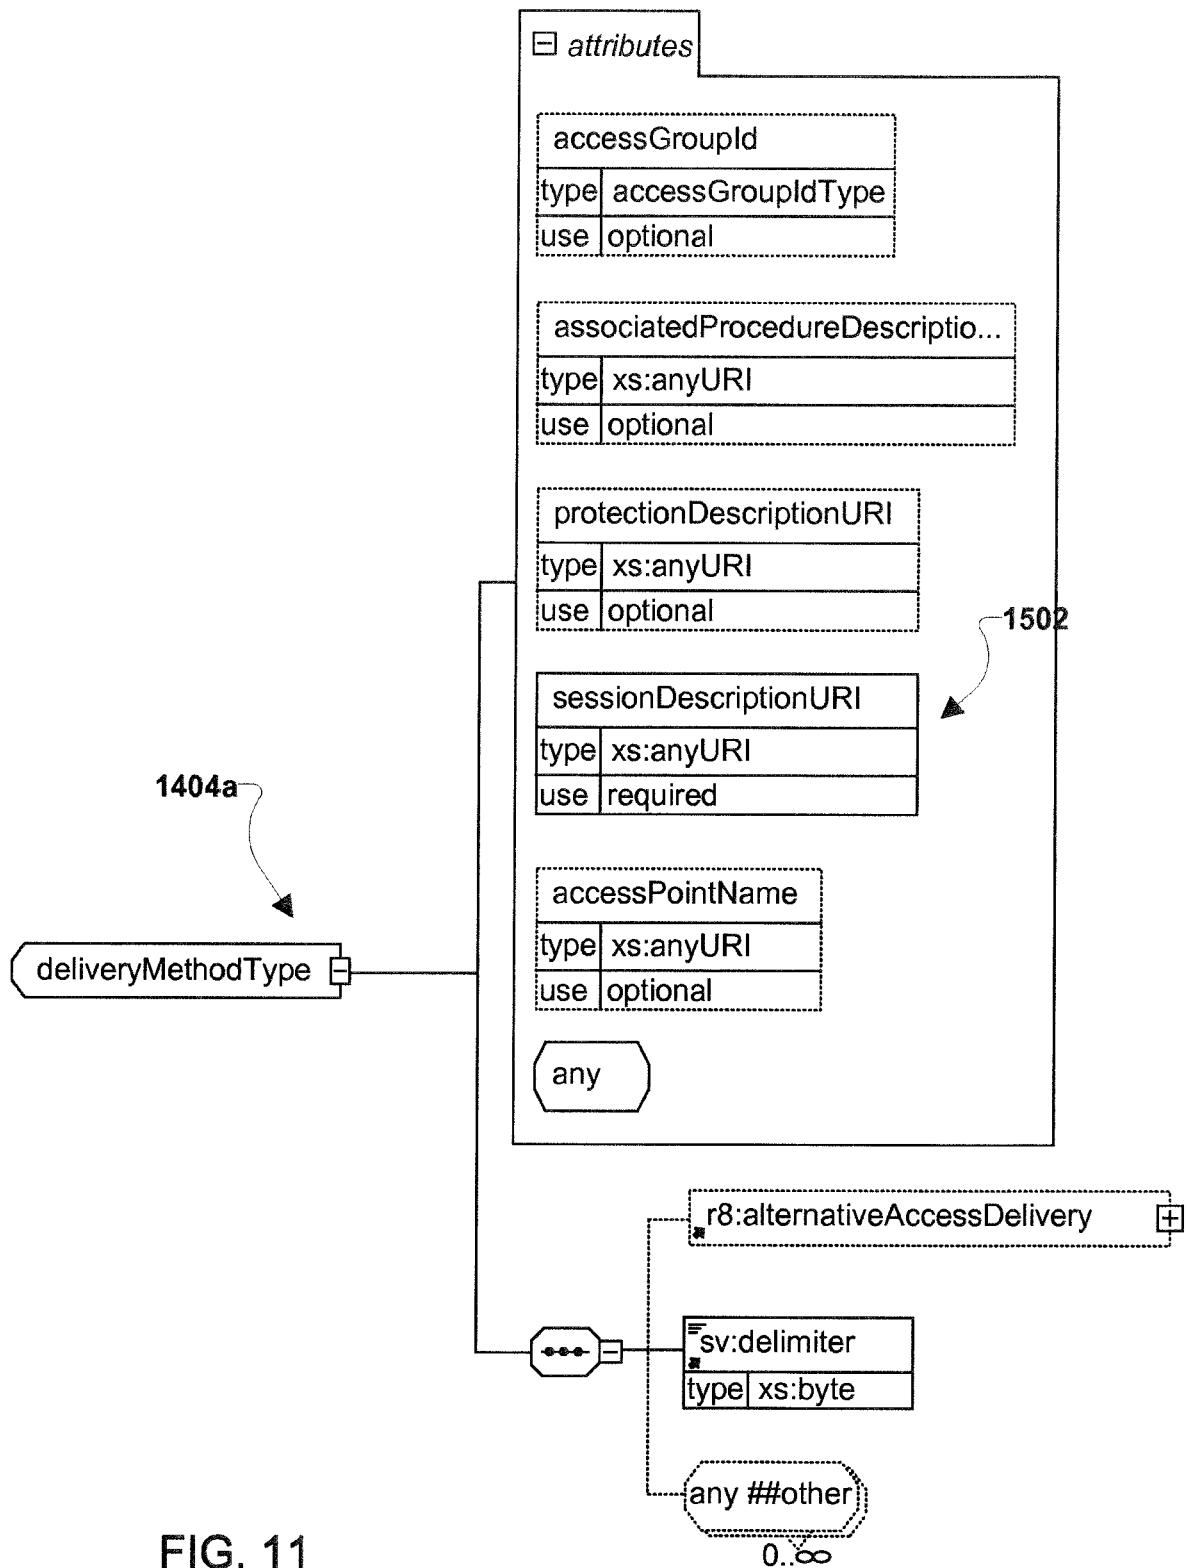 attributes
accessGroupId
type accessGroupIdType
use optional
associatedProcedureDescriptio...
type xs:anyURI
use optional
protectionDescriptionURI
type xs:anyURI
use optional
1502
sessionDescriptionURI
type xs:anyURI
use required
1404a
accessPointName
type xs:anyURI
use optional
deliveryMethodType
any
r8:alternativeAccessDelivery
sv:delimiter
type xs:byte
any ##other
0..∞
FIG. 11